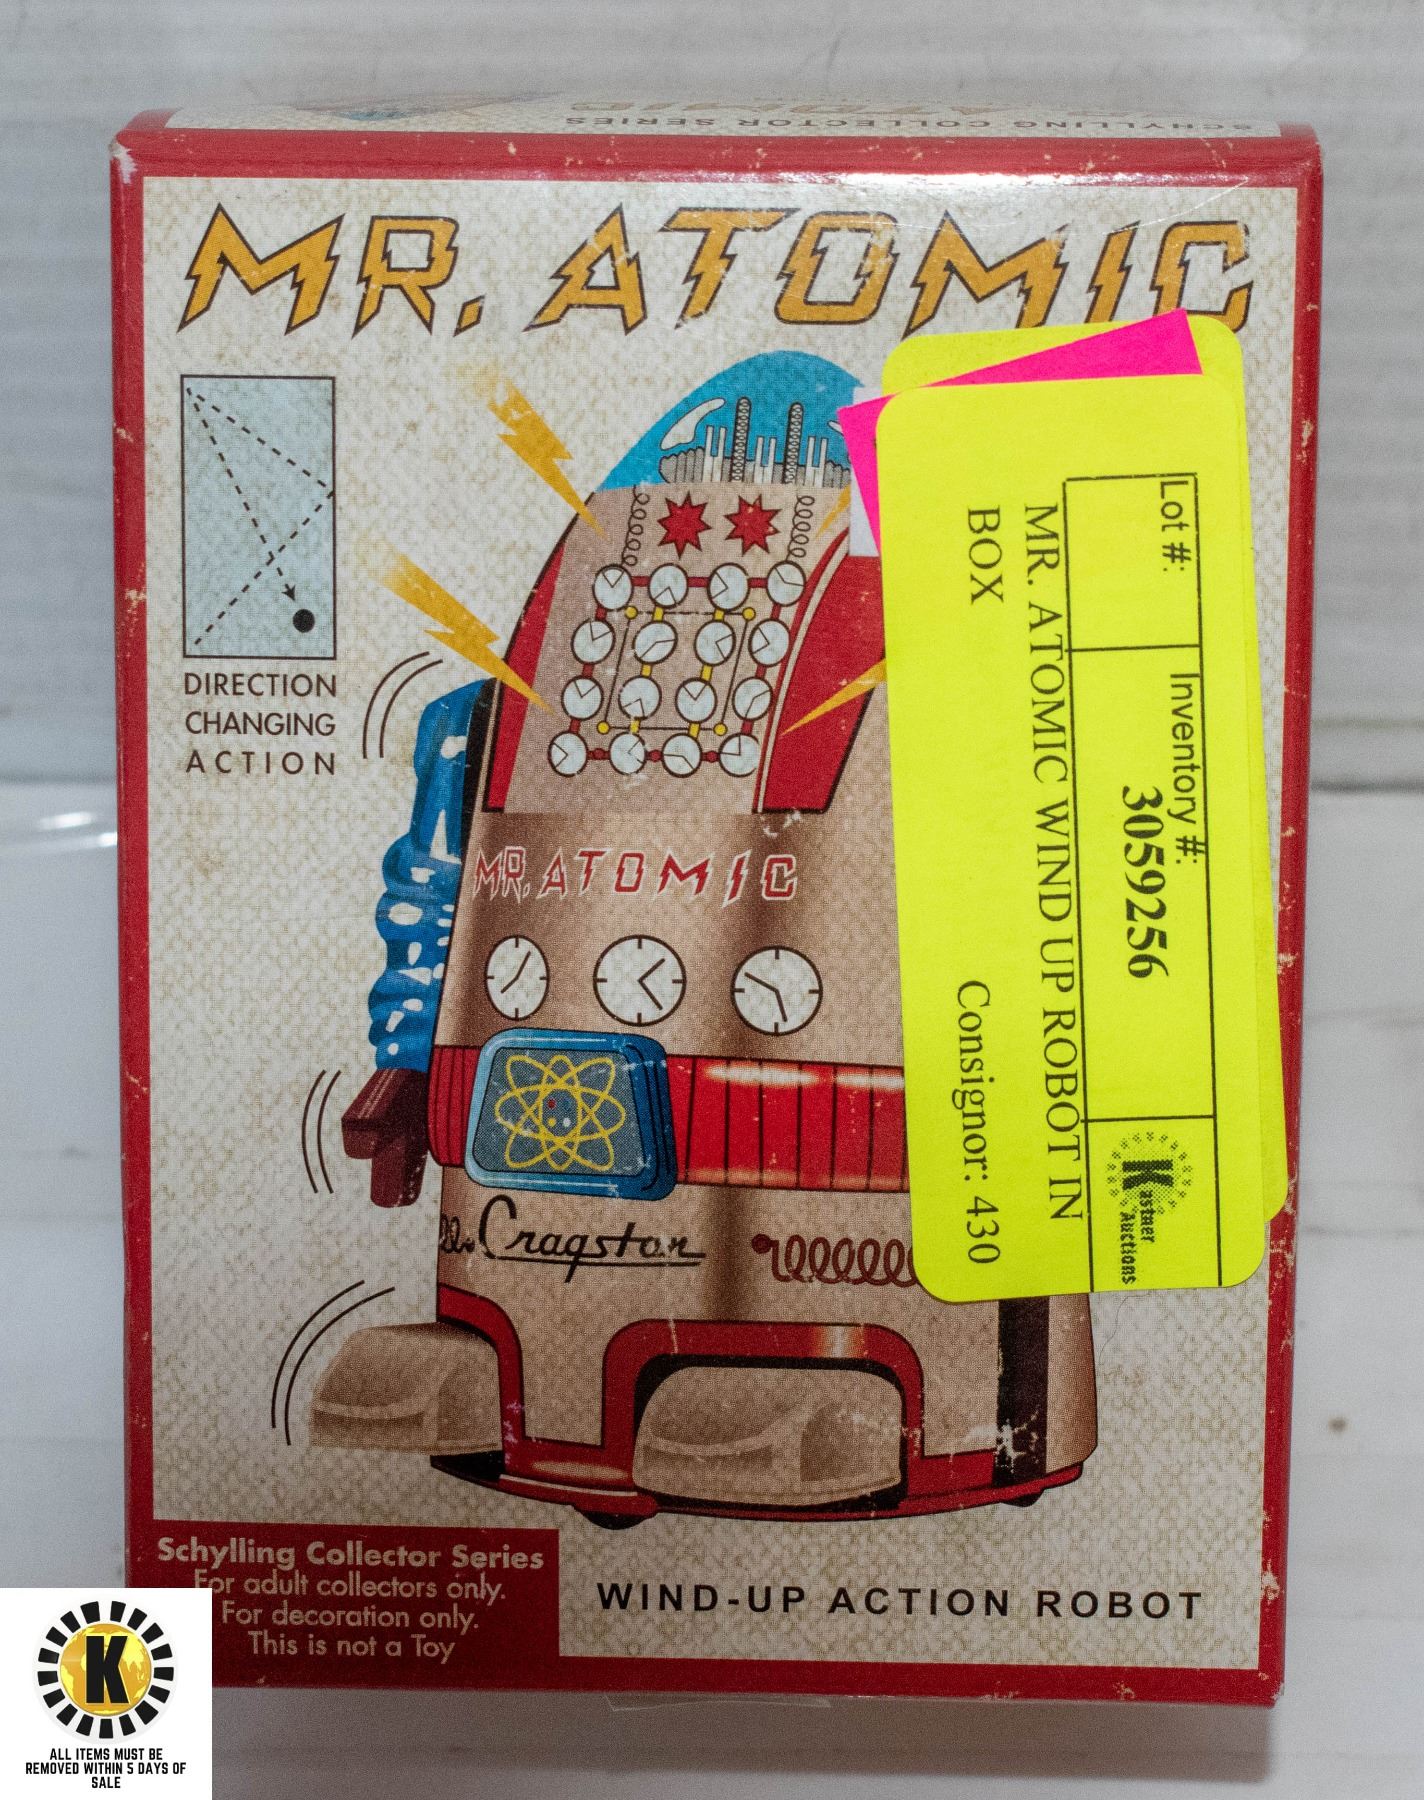 SCHYLLING COLLECTOR SERIES
MR. ATOMIC
DIRECTION
CHANGING
ACTION
MR. ATOMIC
Cragstan
Schylling Collector Series
For adult collectors only.
For decoration only.
This is not a Toy
WIND-UP ACTION ROBOT
Lot #:
Inventory #:
3059256
Kastner
Auctions
MR. ATOMIC WIND UP ROBOT IN
BOX
Consignor: 430
K
ALL ITEMS MUST BE
REMOVED WITHIN 5 DAYS OF
SALE